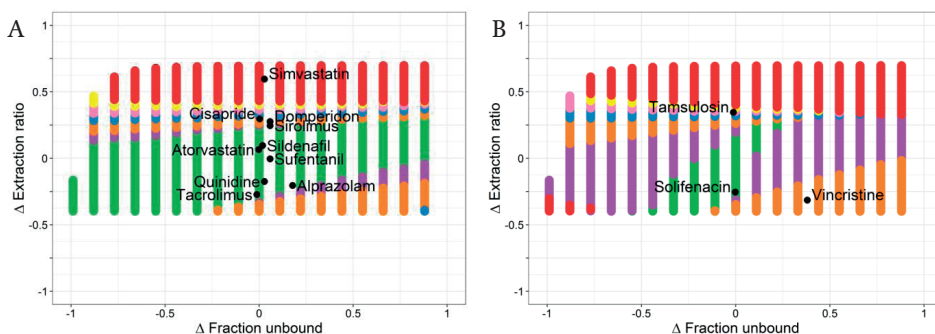 A
B
1
0.5
0
-0.5
-1
Δ Extraction ratio
Simvastatin
Cisapride
Domperidon
Sirolimus
Sildenafil
Atorvastatin
Sufentanil
Quinidine
Alprazolam
Tacrolimus
-1
-0.5
0
0.5
1
Δ Fraction unbound
1
0.5
0
-0.5
-1
Δ Extraction ratio
Tamsulosin
Solifenacin
Vincristine
-1
-0.5
0
0.5
1
Δ Fraction unbound